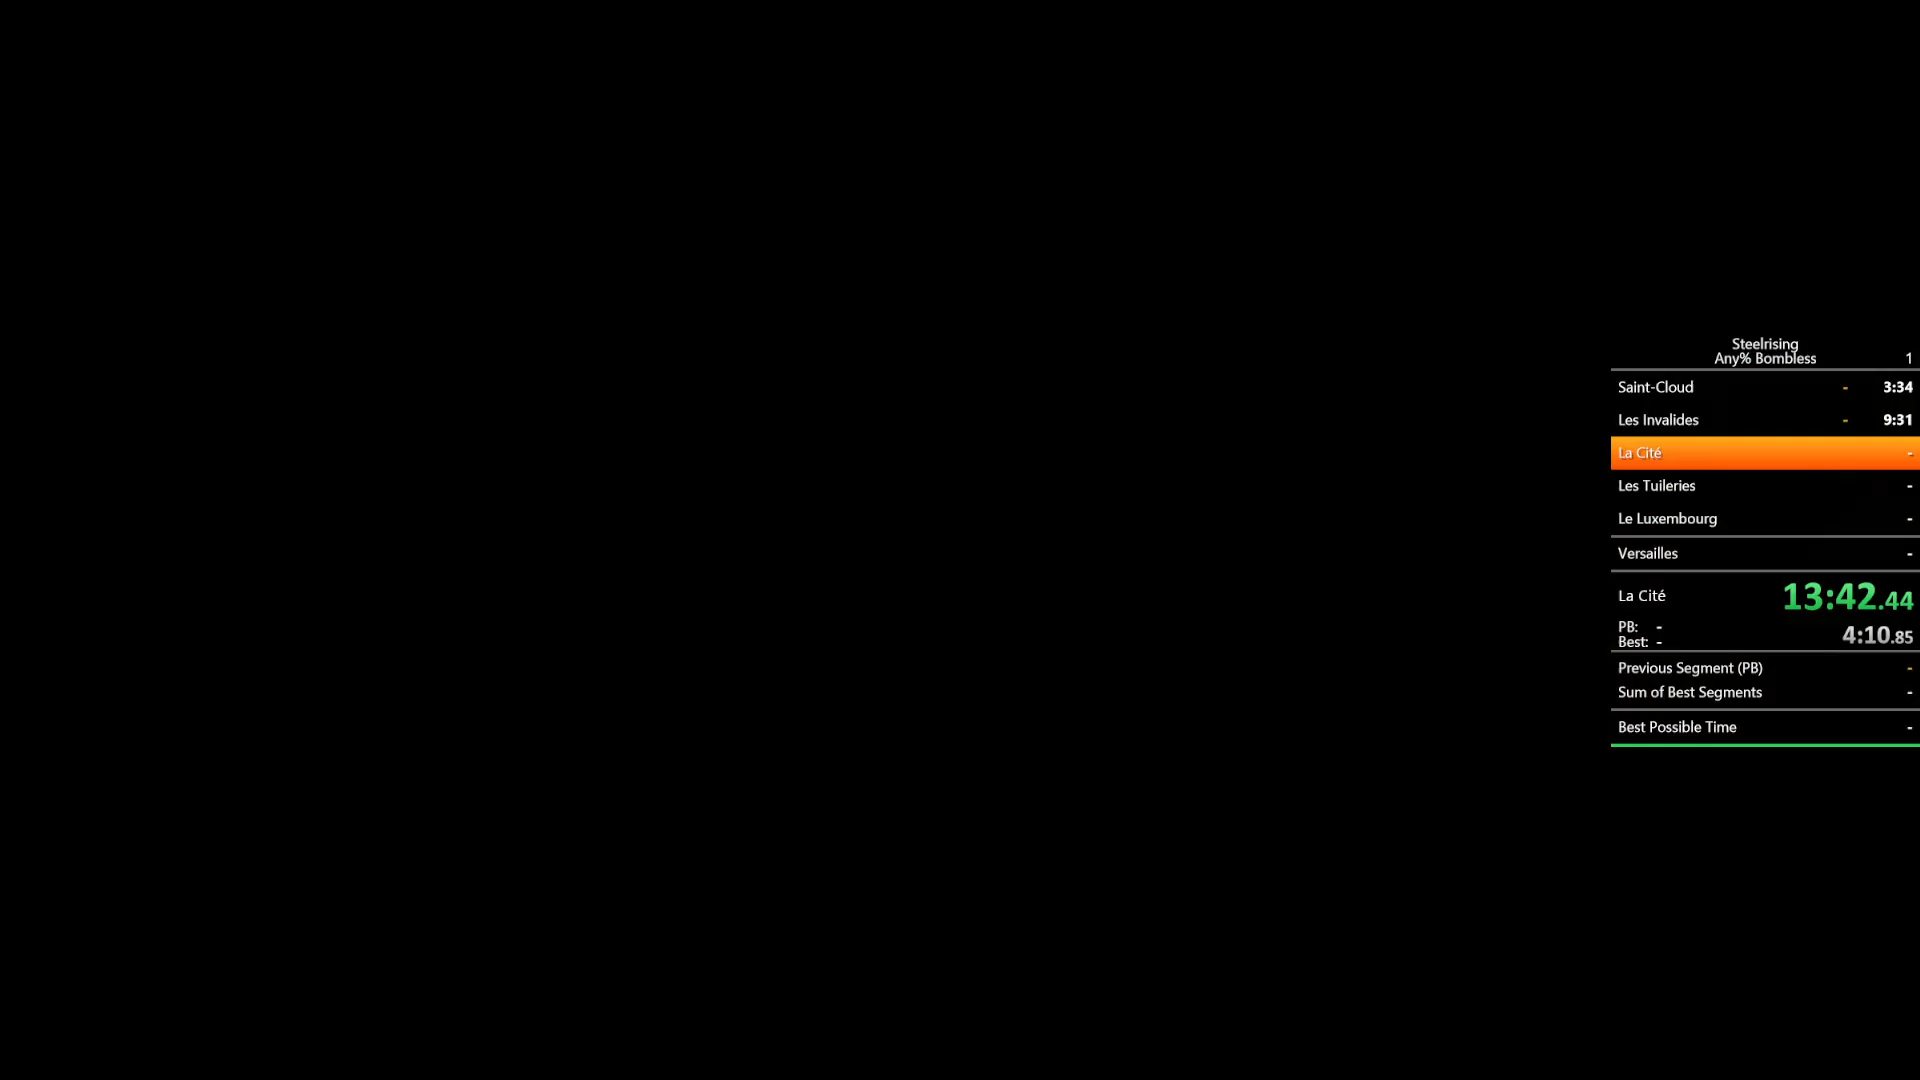 Steelrising
Any% Bombless 1
Saint-Cloud - 3:34
Les Invalides - 9:31
La Cité -
Les Tuileries -
Le Luxembourg -
Versailles -
La Cité 13:42.44
PB: -
Best: - 4:10.85
Previous Segment (PB) -
Sum of Best Segments -
Best Possible Time -